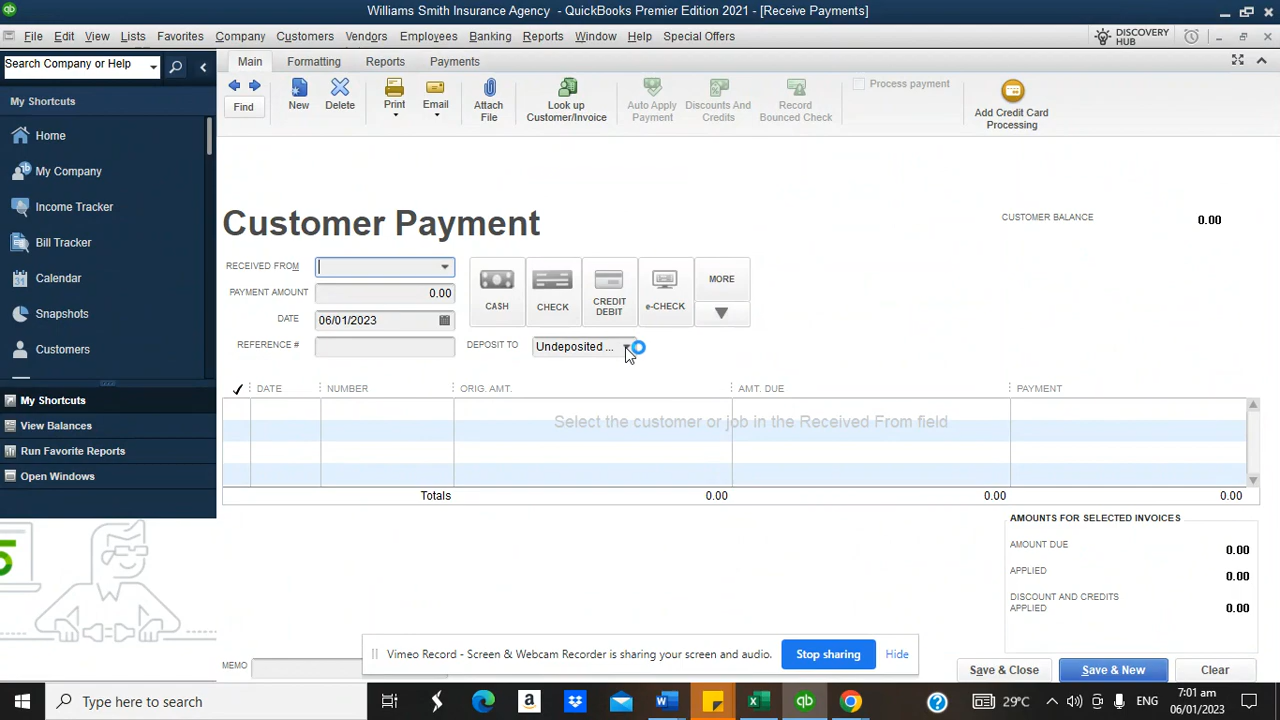 Williams Smith Insurance Agency - QuickBooks Premier Edition 2021 - [Receive Payments]
File Edit View Lists Favorites Company Customers Vendors Employees Banking Reports Window Help Special Offers
DISCOVERY HUB
Search Company or Help
My Shortcuts
Home
My Company
Income Tracker
Bill Tracker
Calendar
Snapshots
Customers
My Shortcuts
View Balances
Run Favorite Reports
Open Windows
Main Formatting Reports Payments
Find
New
Delete
Print
Email
Attach File
Look up Customer/Invoice
Auto Apply Payment
Discounts And Credits
Record Bounced Check
Process payment
Add Credit Card Processing
Customer Payment
CUSTOMER BALANCE 0.00
RECEIVED FROM
PAYMENT AMOUNT 0.00
DATE 06/01/2023
REFERENCE #
CASH
CHECK
CREDIT DEBIT
e-CHECK
MORE
DEPOSIT TO Undeposited ...
DATE NUMBER ORIG. AMT. AMT. DUE PAYMENT
Select the customer or job in the Received From field
Totals 0.00 0.00 0.00
AMOUNTS FOR SELECTED INVOICES
AMOUNT DUE 0.00
APPLIED 0.00
DISCOUNT AND CREDITS
APPLIED 0.00
MEMO
Vimeo Record - Screen & Webcam Recorder is sharing your screen and audio. Stop sharing Hide
Save & Close Save & New Clear
Type here to search
29°C
ENG
7:01 am
06/01/2023